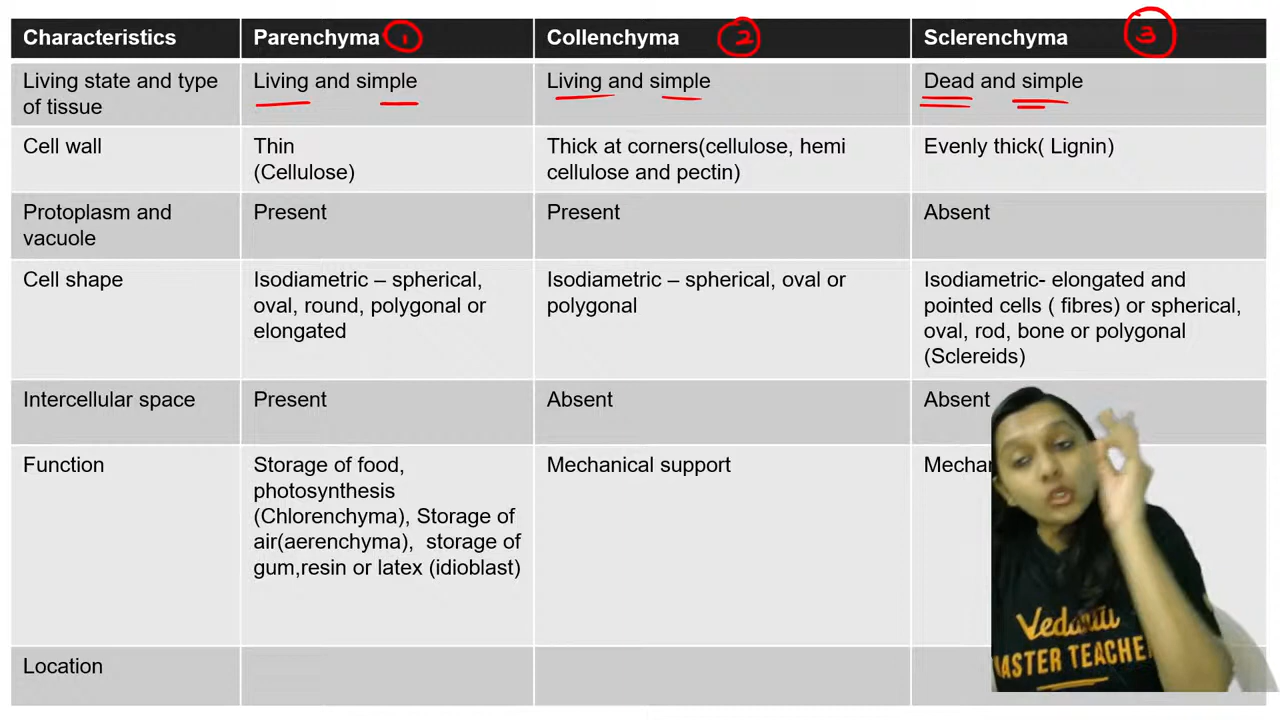 Characteristics
Parenchyma 1
Collenchyma 2
Sclerenchyma 3
Living state and type
of tissue
Living and simple
Living and simple
Dead and simple
Cell wall
Thin
(Cellulose)
Thick at corners(cellulose, hemi
cellulose and pectin)
Evenly thick( Lignin)
Protoplasm and
vacuole
Present
Present
Absent
Cell shape
Isodiametric – spherical,
oval, round, polygonal or
elongated
Isodiametric – spherical, oval or
polygonal
Isodiametric- elongated and
pointed cells ( fibres) or spherical,
oval, rod, bone or polygonal
(Sclereids)
Intercellular space
Present
Absent
Absent
Function
Storage of food,
photosynthesis
(Chlorenchyma), Storage of
air(aerenchyma), storage of
gum,resin or latex (idioblast)
Mechanical support
Location
Vedantu
MASTER TEACHER